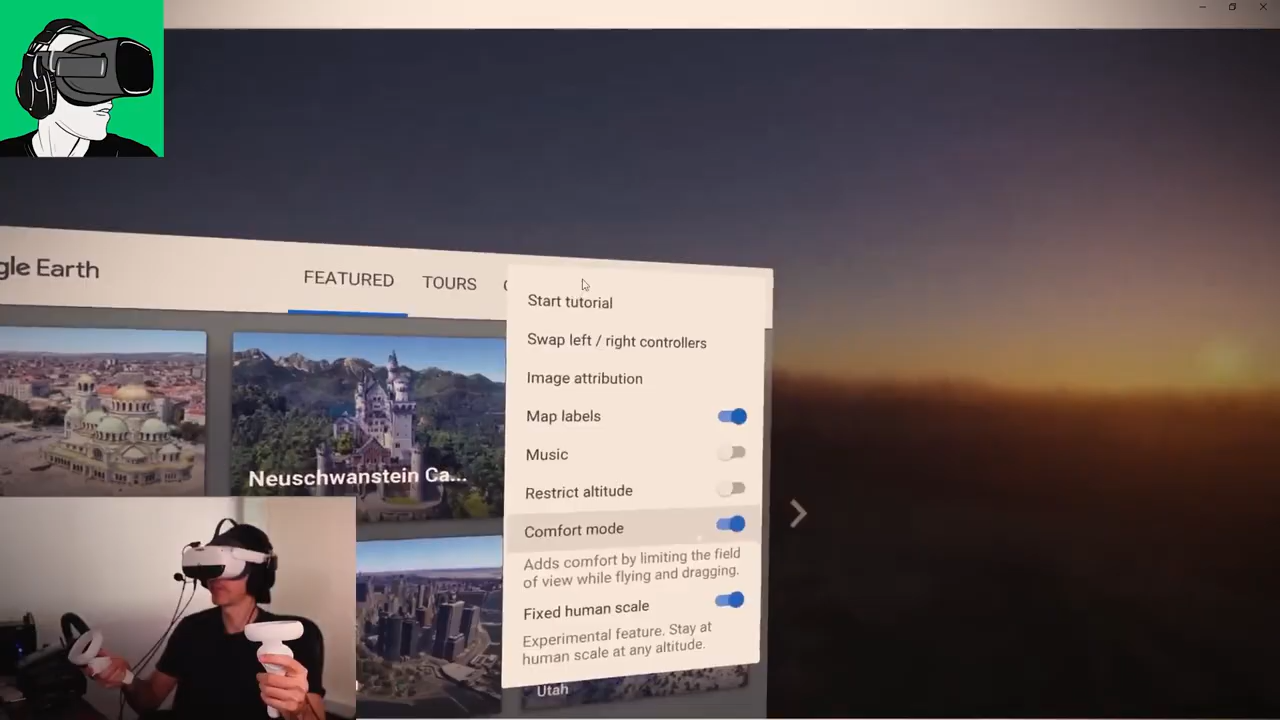 gle Earth
FEATURED
TOURS
Start tutorial
Swap left / right controllers
Image attribution
Map labels
Music
Restrict altitude
Comfort mode
Adds comfort by limiting the field
of view while flying and dragging.
Fixed human scale
Experimental feature. Stay at
human scale at any altitude.
Neuschwanstein Ca...
Utah